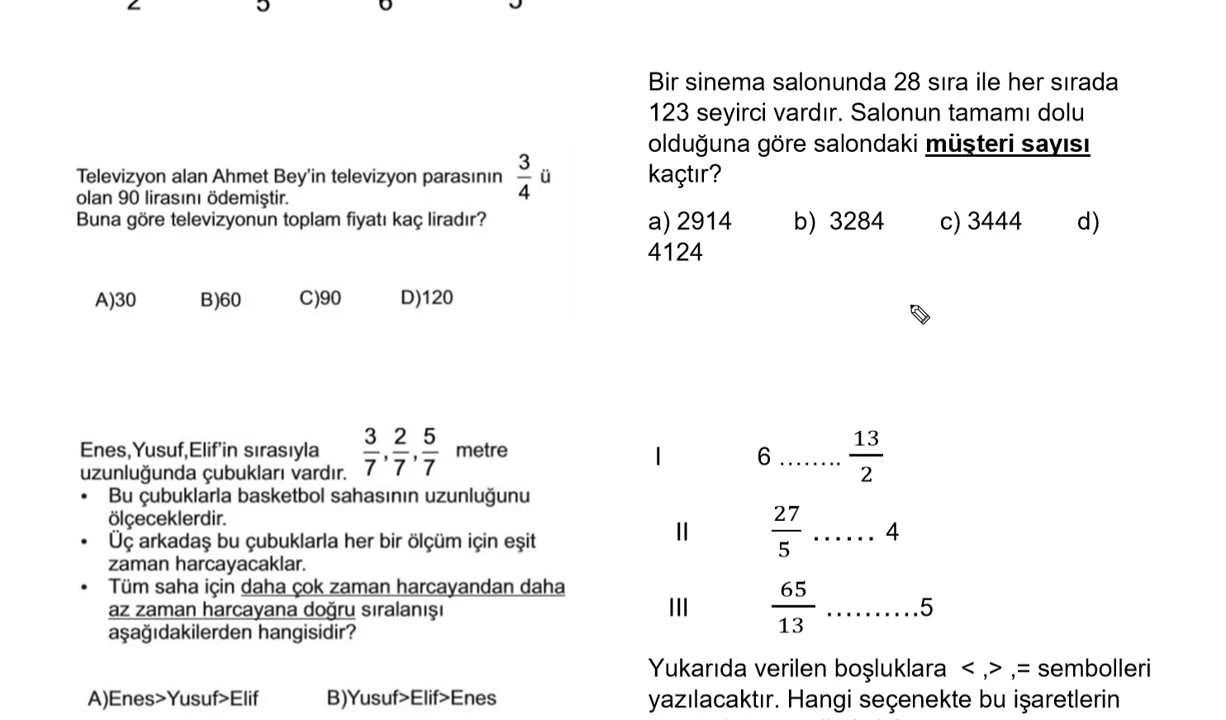 2 5 6 5
Televizyon alan Ahmet Bey'in televizyon parasının 3/4 ü
olan 90 lirasını ödemiştir.
Buna göre televizyonun toplam fiyatı kaç liradır?
A)30 B)60 C)90 D)120
Enes,Yusuf,Elif'in sırasıyla 3/7, 2/7, 5/7 metre
uzunluğunda çubukları vardır.
• Bu çubuklarla basketbol sahasının uzunluğunu
ölçeceklerdir.
• Üç arkadaş bu çubuklarla her bir ölçüm için eşit
zaman harcayacaklar.
• Tüm saha için daha çok zaman harcayandan daha
az zaman harcayana doğru sıralanışı
aşağıdakilerden hangisidir?
A)Enes>Yusuf>Elif B)Yusuf>Elif>Enes
Bir sinema salonunda 28 sıra ile her sırada
123 seyirci vardır. Salonun tamamı dolu
olduğuna göre salondaki müşteri sayısı
kaçtır?
a) 2914 b) 3284 c) 3444 d)
4124
I 6 ........ 13/2
II 27/5 ...... 4
III 65/13 ..........5
Yukarıda verilen boşluklara < ,> ,= sembolleri
yazılacaktır. Hangi seçenekte bu işaretlerin